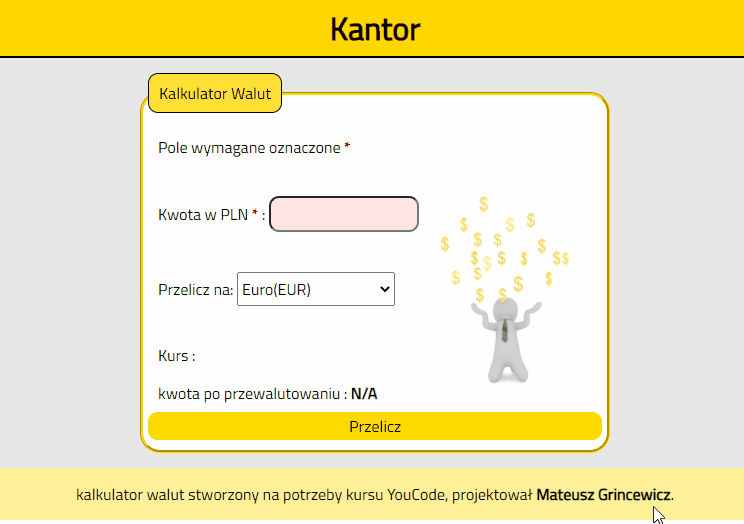 Kantor
Kalkulator Walut
Pole wymagane oznaczone *
Kwota w PLN * :
Przelicz na: Euro(EUR)
Kurs :
kwota po przewalutowaniu : N/A
Przelicz
kalkulator walut stworzony na potrzeby kursu YouCode, projektował Mateusz Grincewicz.